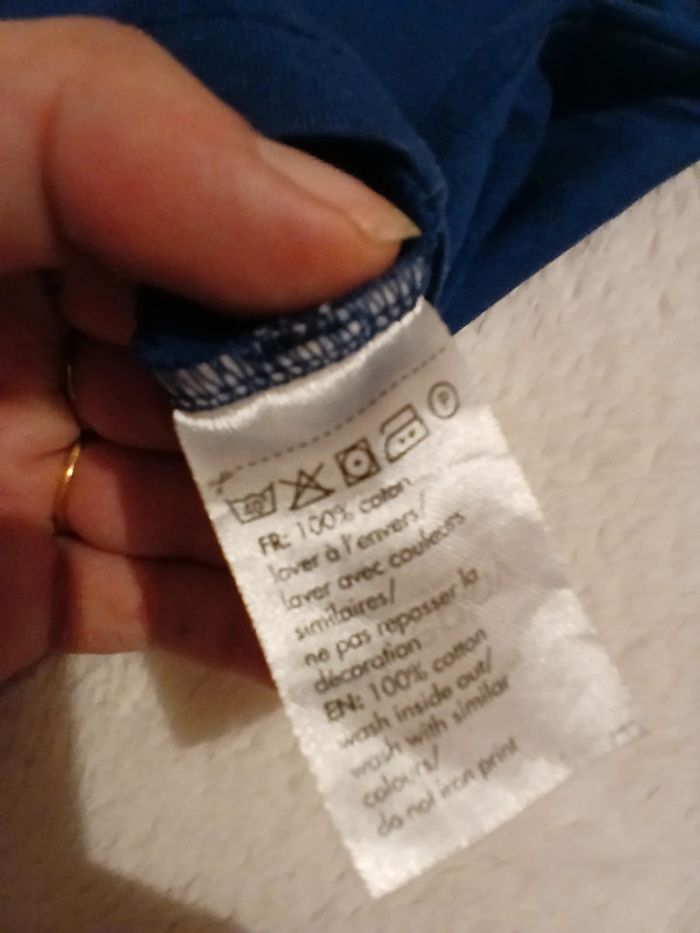 40
P
FR: 100% coton
laver à l'envers/
laver avec couleurs
similaires/
ne pas repasser la
décoration
EN: 100% cotton
wash inside out/
wash with similar
colours/
do not iron print